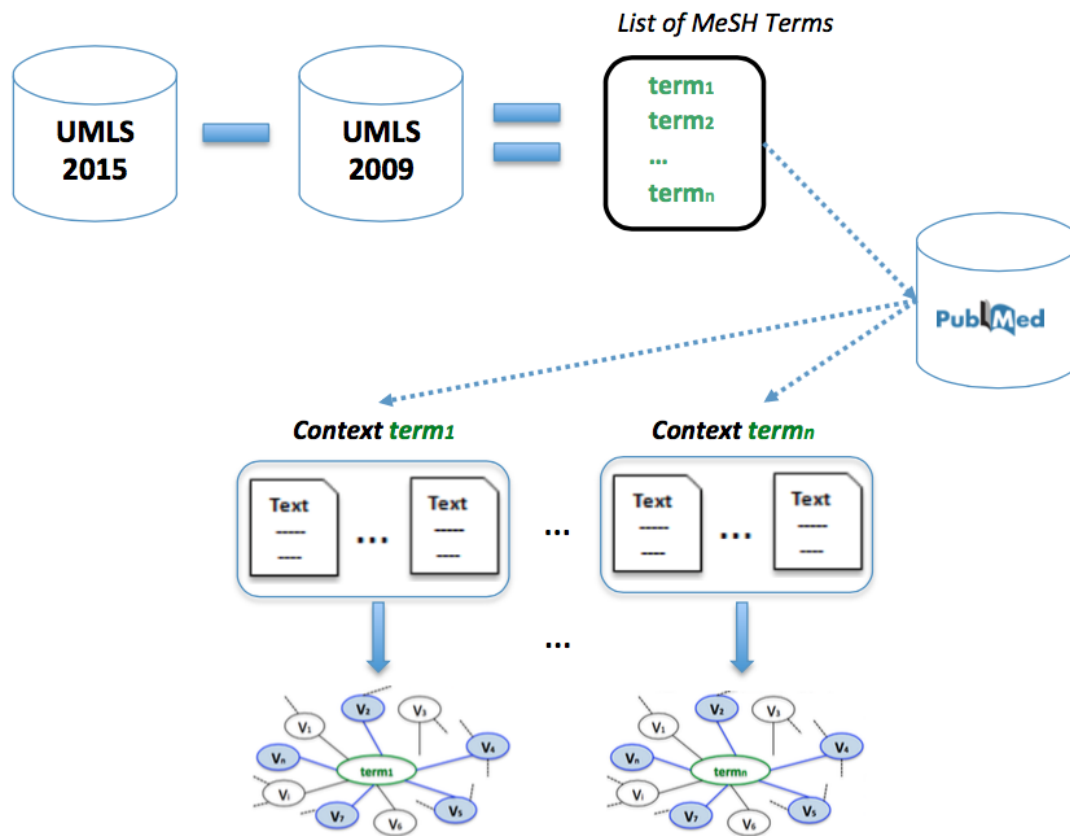 List of MeSH Terms
UMLS
2015
UMLS
2009
term1
term2
...
termn
PubMed
Context term1
Context termn
Text
-----
----
...
Text
-----
----
...
Text
-----
----
...
Text
-----
----
...
V1
V2
V3
V4
Vn
term1
Vi
V7
V6
V5
V1
V2
V3
V4
Vn
termn
Vi
V7
V6
V5